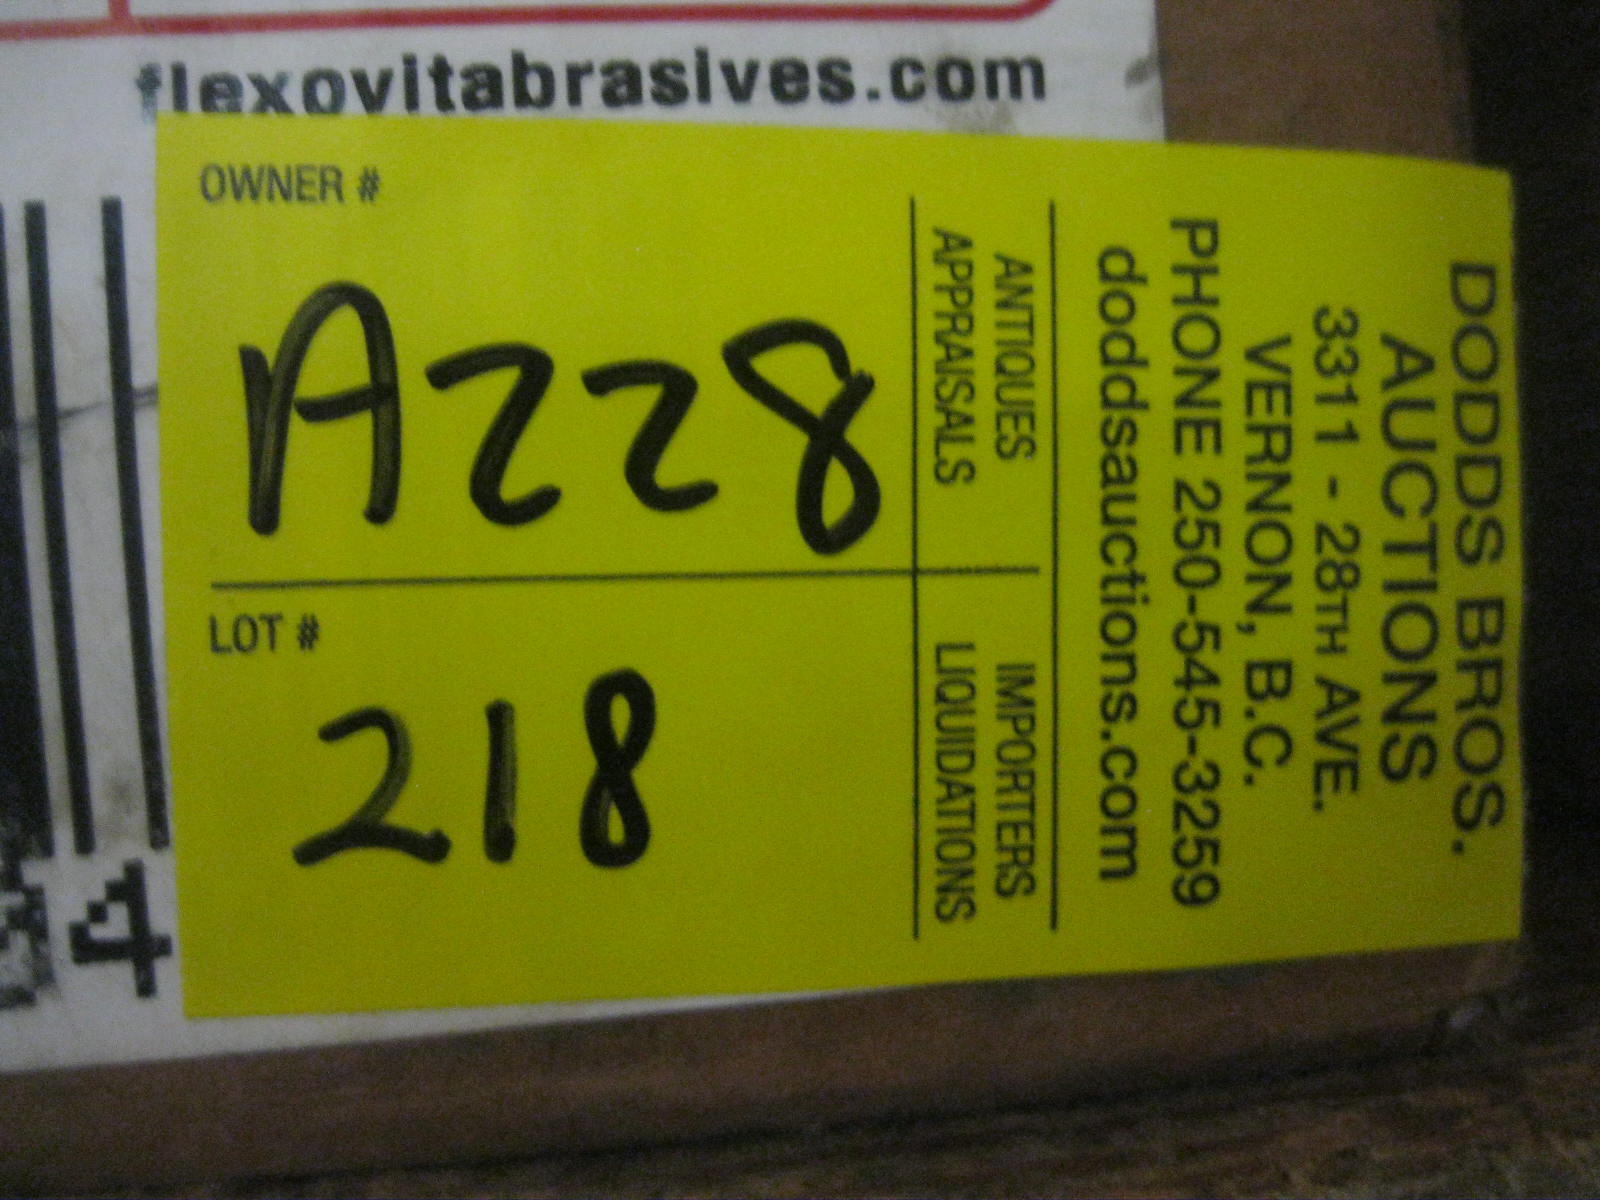 flexovitabrasives.com
OWNER #
A228
LOT #
218
DODDS BROS.
AUCTIONS
3311 - 28TH AVE.
VERNON, B.C.
PHONE 250-545-3259
doddsauctions.com
ANTIQUES
APPRAISALS
IMPORTERS
LIQUIDATIONS
4